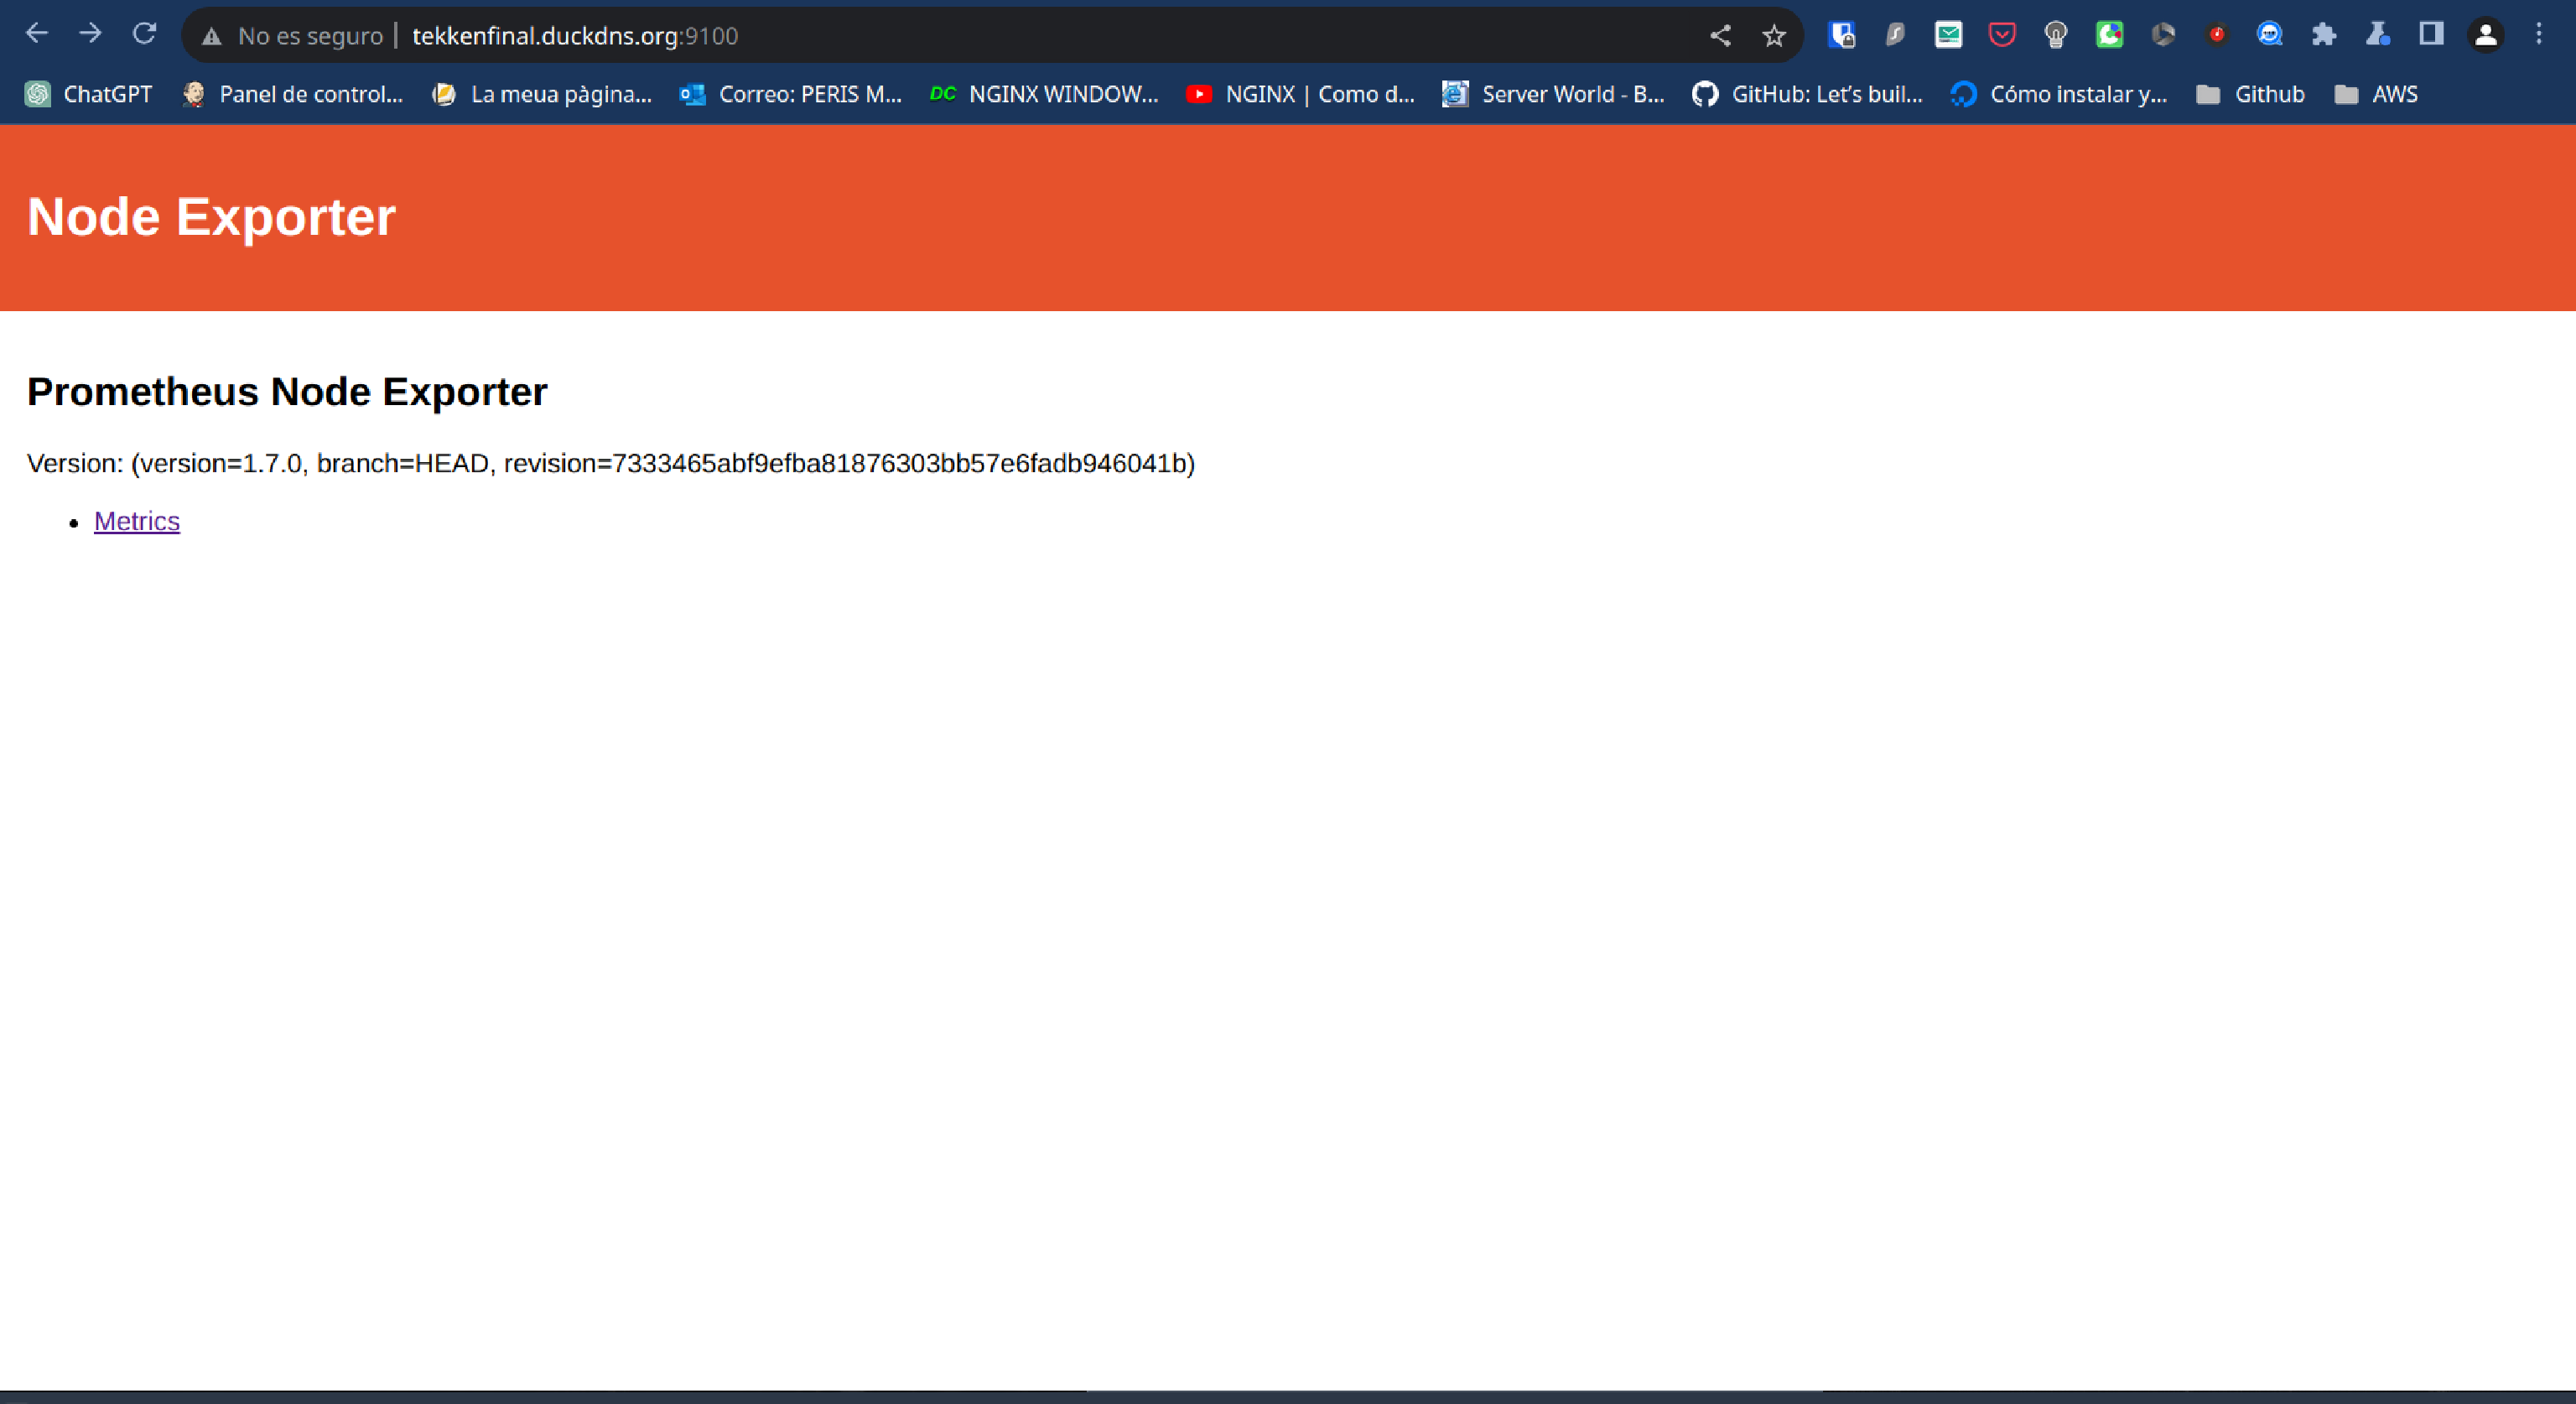 No es seguro | tekkenfinal.duckdns.org:9100
ChatGPT Panel de control... La meua pàgina... Correo: PERIS M... DC NGINX WINDOW... NGINX | Como d... Server World - B... GitHub: Let's buil... Cómo instalar y... Github AWS
Node Exporter
Prometheus Node Exporter
Version: (version=1.7.0, branch=HEAD, revision=7333465abf9efba81876303bb57e6fadb946041b)
• Metrics